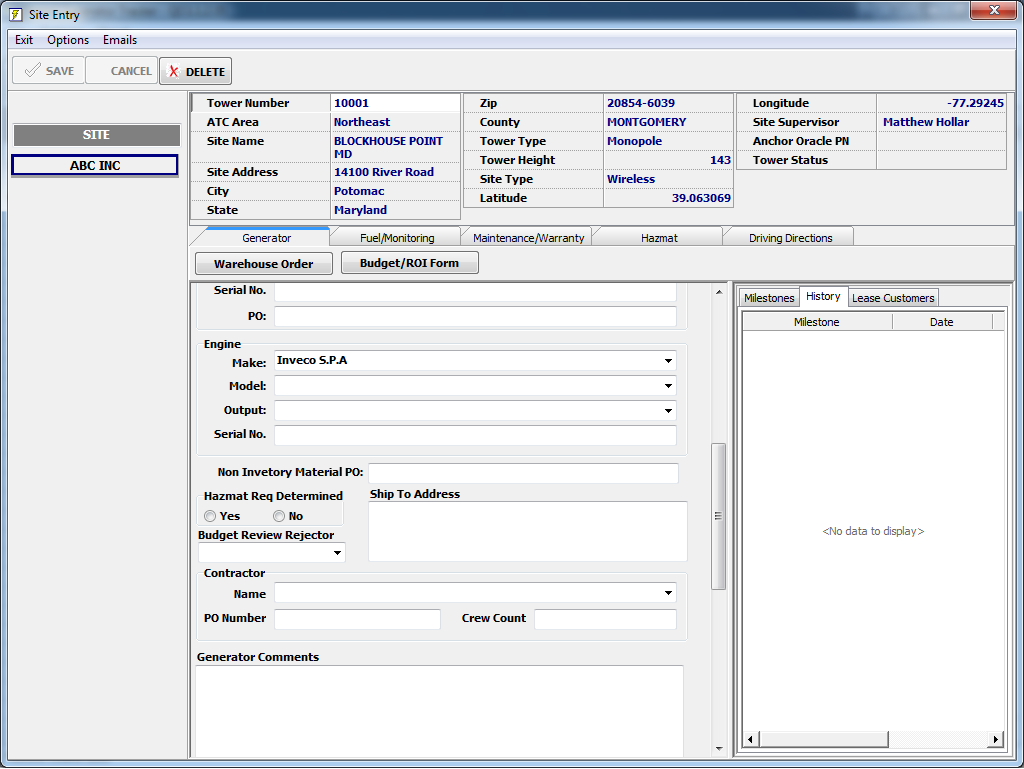 Site Entry
Exit Options Emails
SAVE CANCEL X DELETE
SITE
ABC INC
Tower Number 10001
ATC Area Northeast
Site Name BLOCKHOUSE POINT
MD
Site Address 14100 River Road
City Potomac
State Maryland
Zip 20854-6039
County MONTGOMERY
Tower Type Monopole
Tower Height 143
Site Type Wireless
Latitude 39.063069
Longitude -77.29245
Site Supervisor Matthew Hollar
Anchor Oracle PN
Tower Status
Generator Fuel/Monitoring Maintenance/Warranty Hazmat Driving Directions
Warehouse Order Budget/ROI Form
Serial No.
PO:
Engine
Make: Inveco S.P.A
Model:
Output:
Serial No.
Non Invetory Material PO:
Hazmat Req Determined
Yes No
Ship To Address
Budget Review Rejector
Contractor
Name
PO Number Crew Count
Generator Comments
Milestones History Lease Customers
Milestone Date
<No data to display>